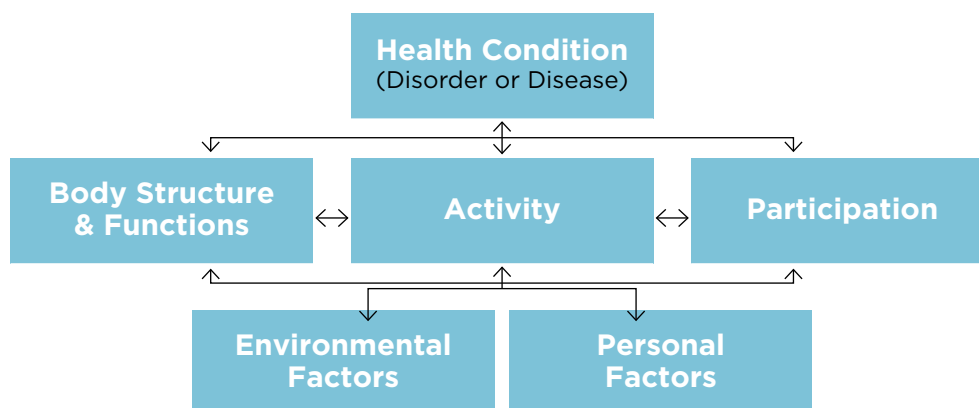 Health Condition
(Disorder or Disease)
Body Structure
& Functions
Activity
Participation
Environmental
Factors
Personal
Factors